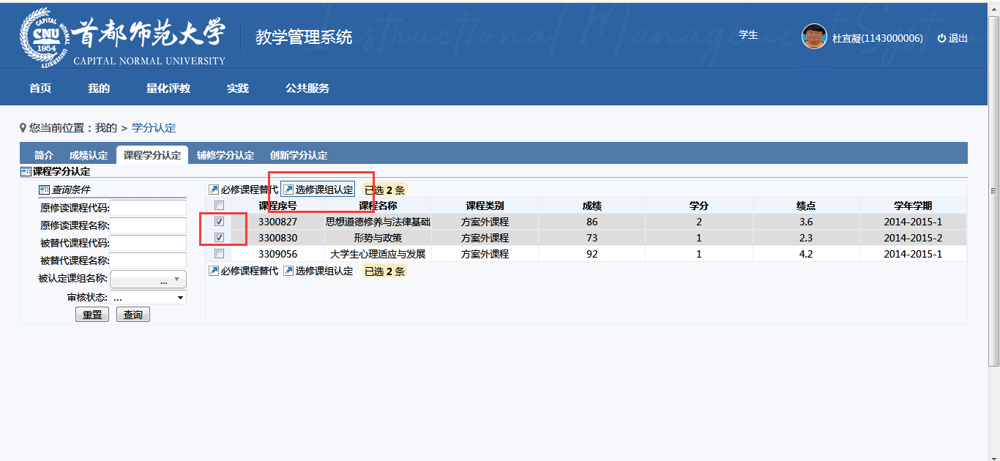 CAPITAL NORMAL UNIVERSITY
CNU
1954
首都师范大学
CAPITAL NORMAL UNIVERSITY
教学管理系统
Instructional Management System
学生
杜宜凝(1143000006)
退出
首页 我的 量化评教 实践 公共服务
您当前位置：我的 > 学分认定
简介 成绩认定 课程学分认定 辅修学分认定 创新学分认定
课程学分认定
查询条件
原修读课程代码:
原修读课程名称:
被替代课程代码:
被替代课程名称:
被认定课组名称: ...
审核状态: ...
重置 查询
必修课程替代 选修课组认定 已选 2 条
课程序号 课程名称 课程类别 成绩 学分 绩点 学年学期
3300827 思想道德修养与法律基础 方案外课程 86 2 3.6 2014-2015-1
3300830 形势与政策 方案外课程 73 1 2.3 2014-2015-2
3309056 大学生心理适应与发展 方案外课程 92 1 4.2 2014-2015-1
必修课程替代 选修课组认定 已选 2 条